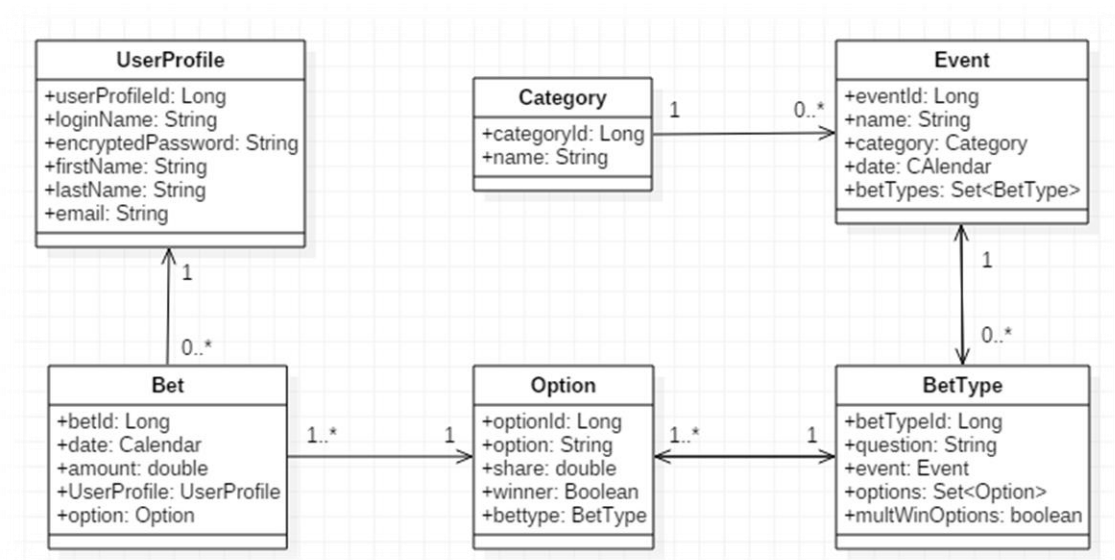 UserProfile
+userProfileId: Long
+loginName: String
+encryptedPassword: String
+firstName: String
+lastName: String
+email: String
Category
+categoryId: Long
+name: String
1
0..*
Event
+eventId: Long
+name: String
+category: Category
+date: CAlendar
+betTypes: Set<BetType>
1
0..*
1
0..*
Bet
+betId: Long
+date: Calendar
+amount: double
+UserProfile: UserProfile
+option: Option
1..*
1
Option
+optionId: Long
+option: String
+share: double
+winner: Boolean
+bettype: BetType
1..*
1
BetType
+betTypeId: Long
+question: String
+event: Event
+options: Set<Option>
+multWinOptions: boolean